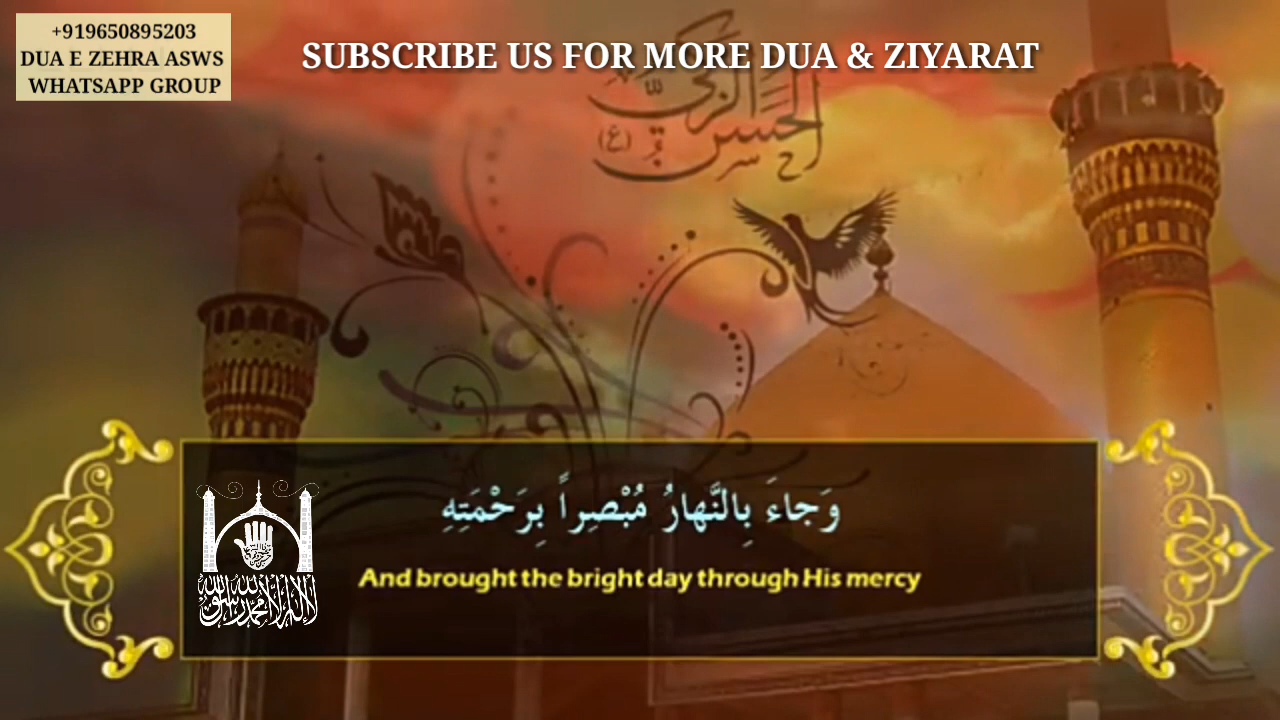 +919650895203
DUA E ZEHRA ASWS
WHATSAPP GROUP
SUBSCRIBE US FOR MORE DUA & ZIYARAT
الحسن الزكي
(ع)
وَجاءَ بِالنَّهارُ مُبْصِراً بِرَحْمَتِهِ
And brought the bright day through His mercy